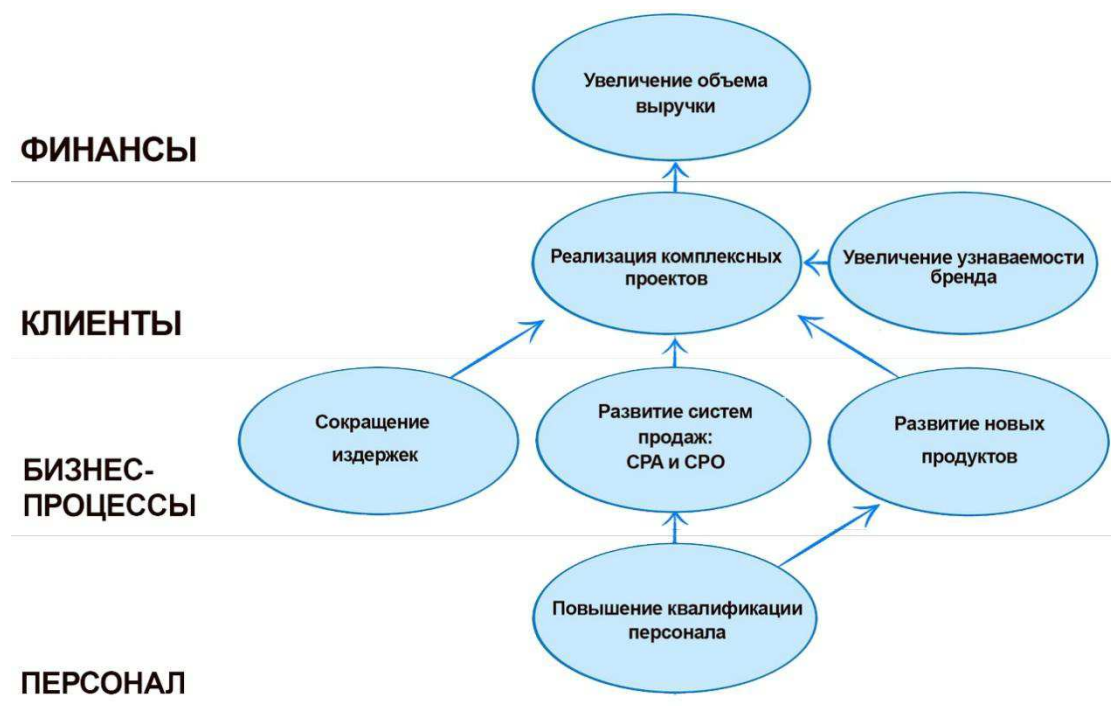 Увеличение объема
выручки
ФИНАНСЫ
Реализация комплексных
проектов
Увеличение узнаваемости
бренда
КЛИЕНТЫ
Сокращение
издержек
Развитие систем
продаж:
CPA и CPO
Развитие новых
продуктов
БИЗНЕС-
ПРОЦЕССЫ
Повышение квалификации
персонала
ПЕРСОНАЛ